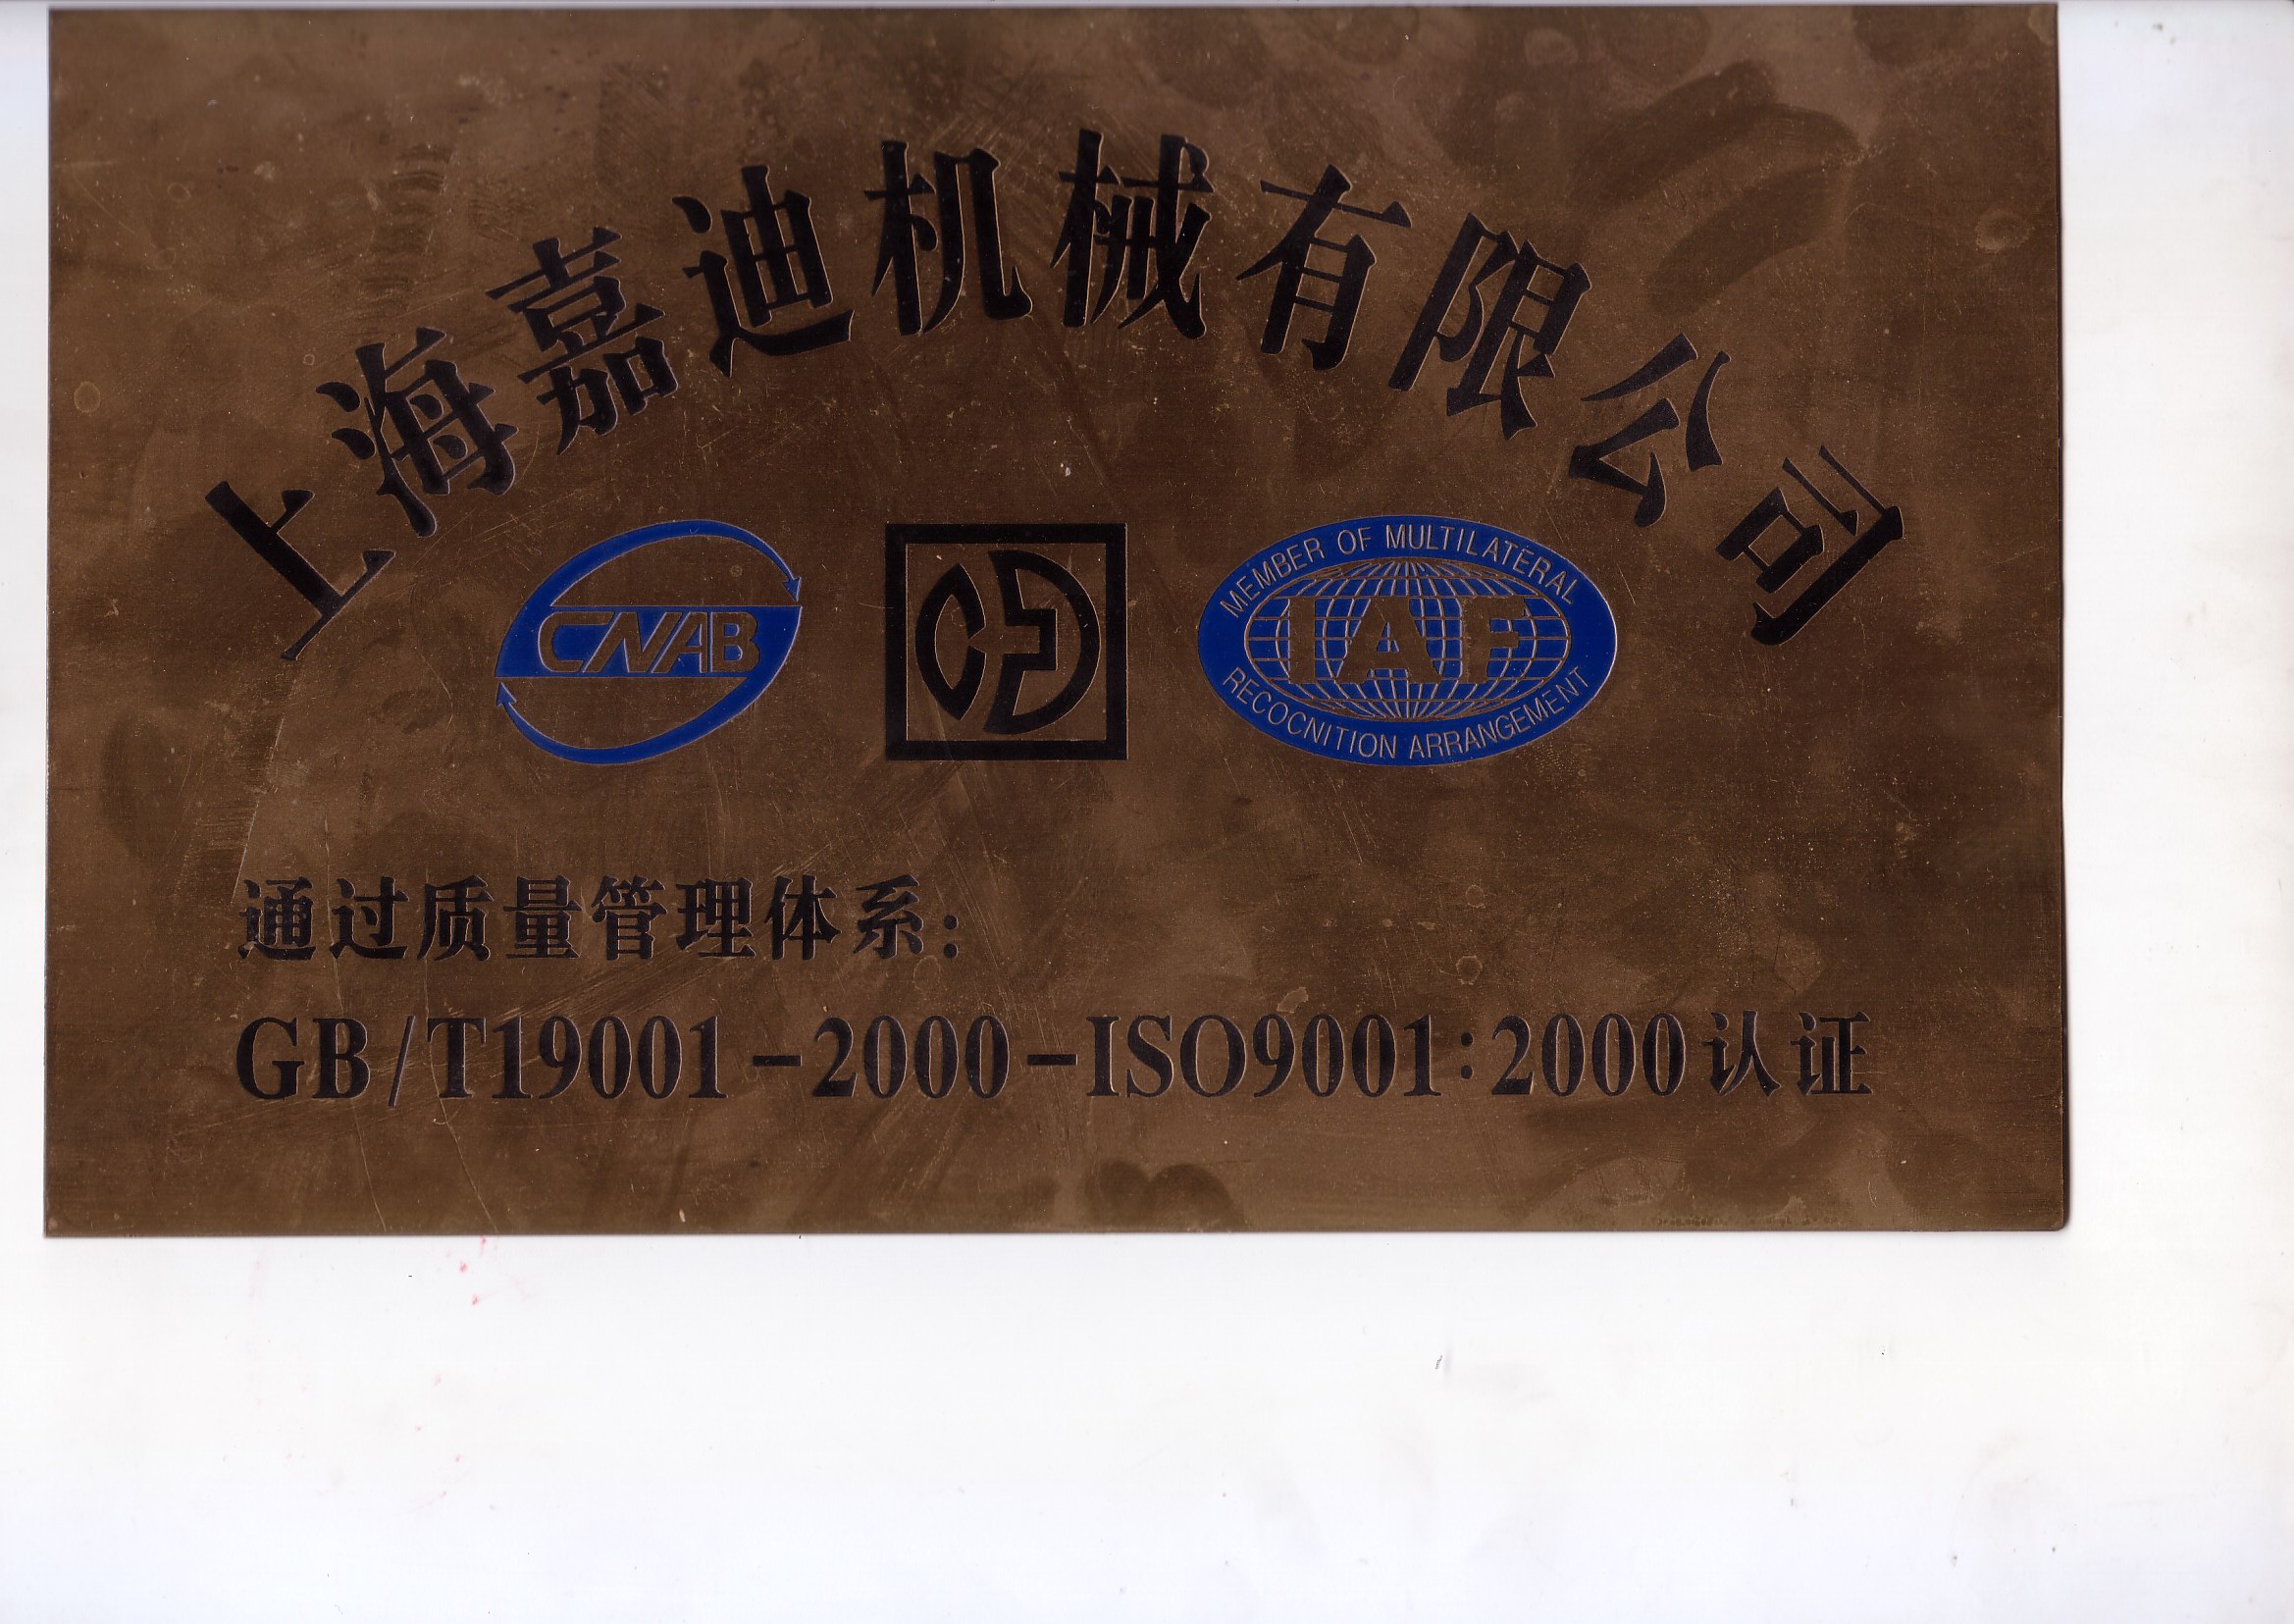 上海嘉迪机械有限公司
CNAB
MEMBER OF MULTILATERAL
IAF
RECOCNITION ARRANGEMENT
通过质量管理体系:
GB/T19001-2000-ISO9001:2000认证